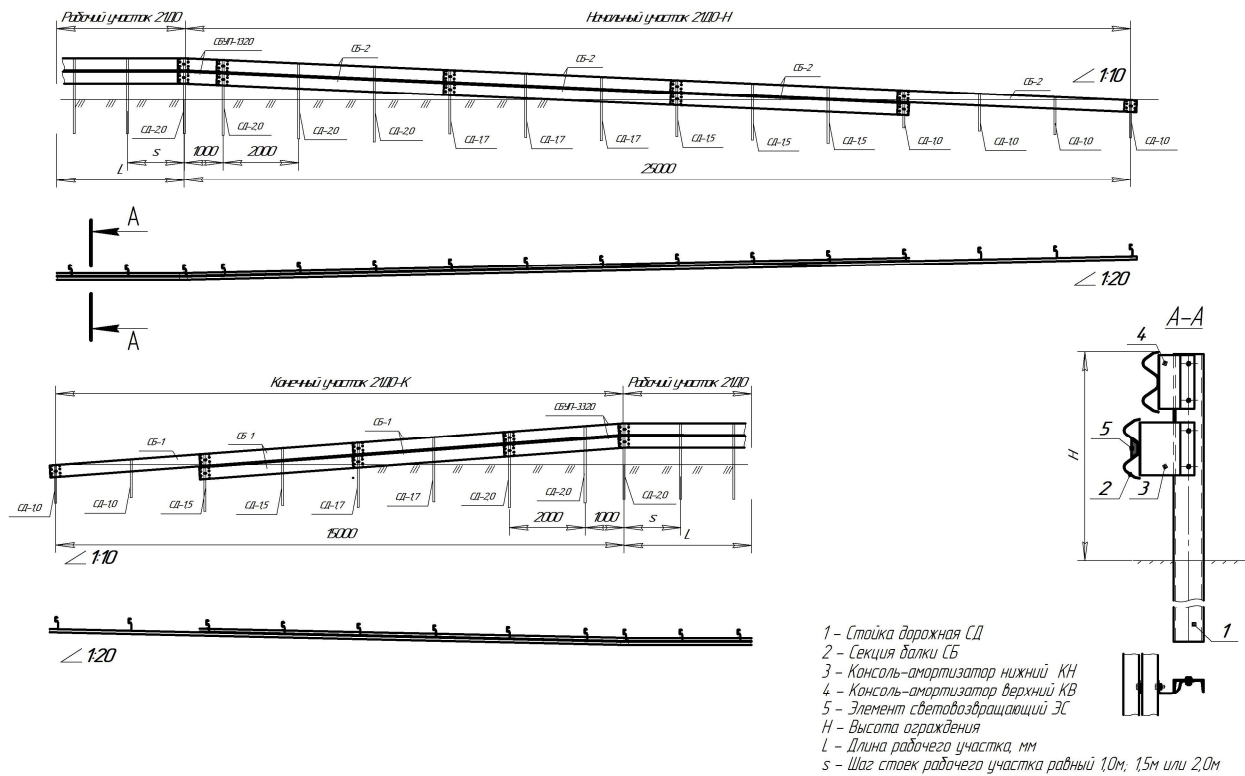 Рабочий участок 21ДО
Начальный участок 21ДО-Н
СБУП-1320
СБ-2
СБ-2
СБ-2
СБ-2
∠ 1:10
СД-2,0
СД-2,0
СД-2,0
СД-2,0
СД-2,0
СД-1,7
СД-1,7
СД-1,7
СД-1,5
СД-1,5
СД-1,5
СД-1,0
СД-1,0
СД-1,0
СД-1,0
s
1000
2000
L
25000
А
А
∠ 1:20
Конечный участок 21ДО-К
Рабочий участок 21ДО
СБУП-3320
СБ-1
СБ 1
СБ-1
СД-1,0
СД-1,0
СД-1,5
СД-1,5
СД-1,7
СД-1,7
СД-2,0
СД-2,0
СД-2,0
2000
1000
s
15000
L
∠ 1:10
∠ 1:20
А-А
4
5
H
2
3
1
1 - Стойка дорожная СД
2 - Секция балки СБ
3 - Консоль-амортизатор нижний КН
4 - Консоль-амортизатор верхний КВ
5 - Элемент световозвращающий ЭС
H - Высота ограждения
L - Длина рабочего участка, мм
s - Шаг стоек рабочего участка равный 1,0м; 1,5м или 2,0м